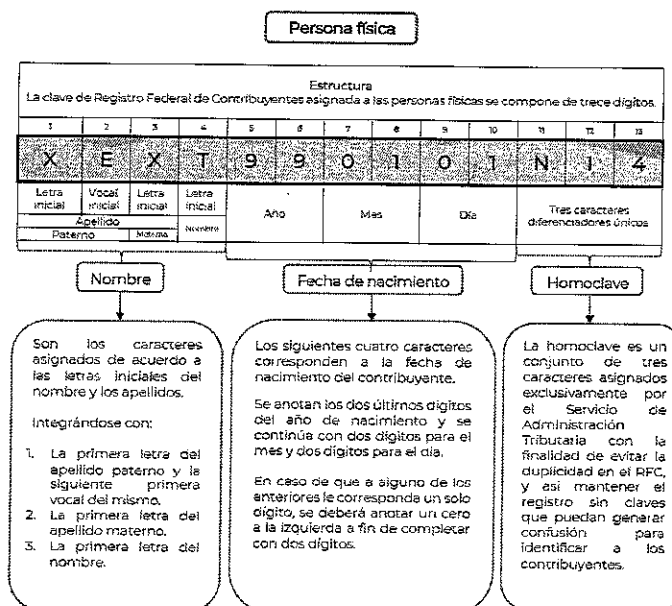 Persona física
Estructura
La clave de Registro Federal de Contribuyentes asignada a las personas físicas se compone de trece dígitos.
1 2 3 4 5 6 7 8 9 10 11 12 13
X E X T 9 9 0 1 0 1 N I 4
Letra inicial
Vocal inicial
Letra inicial
Letra inicial
Año
Mes
Día
Tres caracteres
diferenciadores únicos
Apellido
Nombre
Paterno
Materno
Nombre
Fecha de nacimiento
Homoclave
Son los caracteres
asignados de acuerdo a
las letras iniciales del
nombre y los apellidos.
Integrándose con:
1. La primera letra del
apellido paterno y la
siguiente primera
vocal del mismo.
2. La primera letra del
apellido materno.
3. La primera letra del
nombre.
Los siguientes cuatro caracteres
corresponden a la fecha de
nacimiento del contribuyente.
Se anotan los dos últimos dígitos
del año de nacimiento y se
continúa con dos dígitos para el
mes y dos dígitos para el día.
En caso de que a alguno de los
anteriores le corresponda un solo
dígito, se deberá anotar un cero
a la izquierda a fin de completar
con dos dígitos.
La homoclave es un
conjunto de tres
caracteres asignados
exclusivamente por
el Servicio de
Administración
Tributaria con la
finalidad de evitar la
duplicidad en el RFC,
y así mantener el
registro sin claves
que puedan generar
confusión para
identificar a los
contribuyentes.